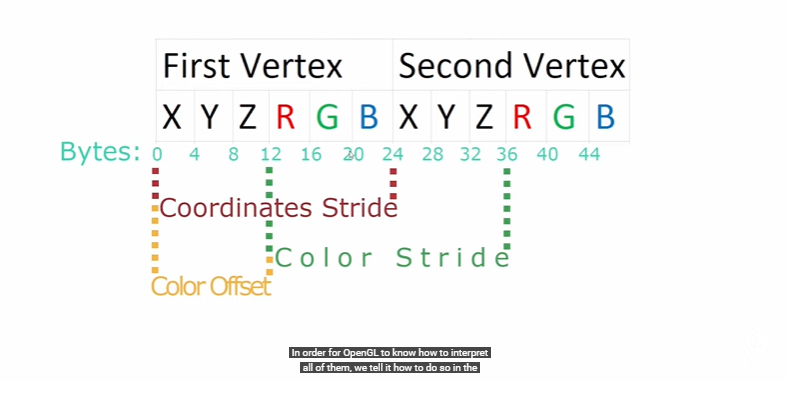 First Vertex Second Vertex
X Y Z R G B X Y Z R G B
Bytes: 0 4 8 12 16 20 24 28 32 36 40 44
Coordinates Stride
Color Stride
Color Offset
In order for OpenGL to know how to interpret
all of them, we tell it how to do so in the